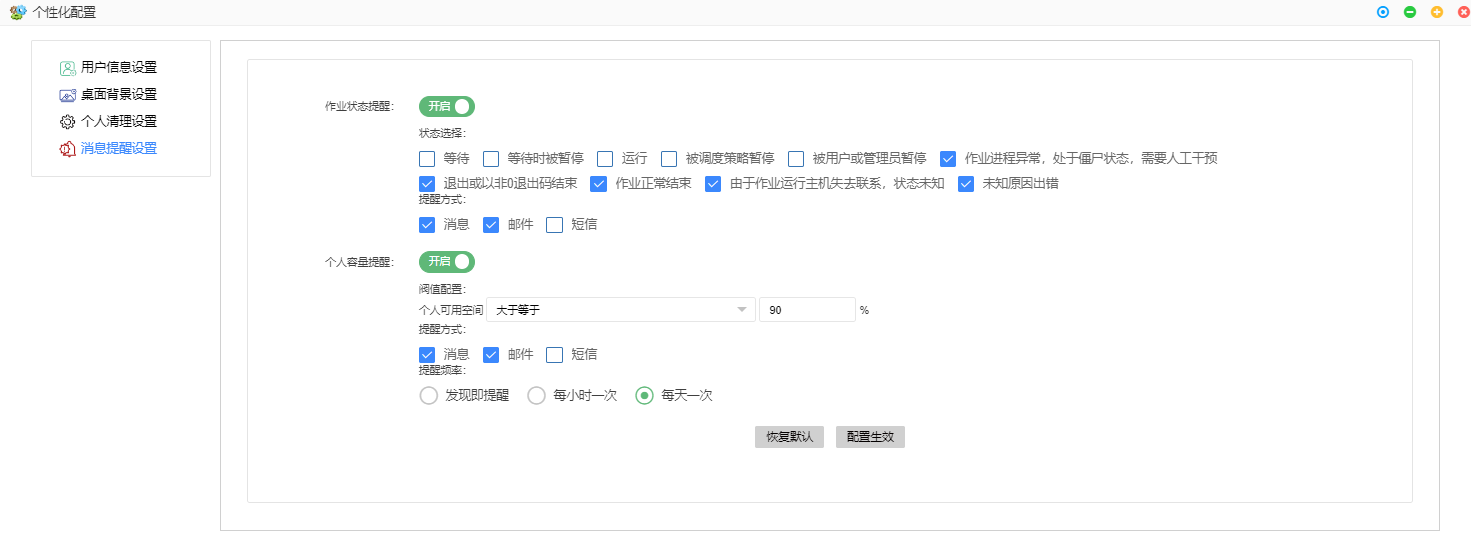 个性化配置
用户信息设置
桌面背景设置
个人清理设置
消息提醒设置
作业状态提醒： 开启
状态选择：
等待 等待时被暂停 运行 被调度策略暂停 被用户或管理员暂停 作业进程异常，处于僵尸状态，需要人工干预
退出或以非0退出码结束 作业正常结束 由于作业运行主机失去联系，状态未知 未知原因出错
提醒方式：
消息 邮件 短信
个人容量提醒： 开启
阀值配置：
个人可用空间 大于等于 90 %
提醒方式：
消息 邮件 短信
提醒频率：
发现即提醒 每小时一次 每天一次
恢复默认 配置生效